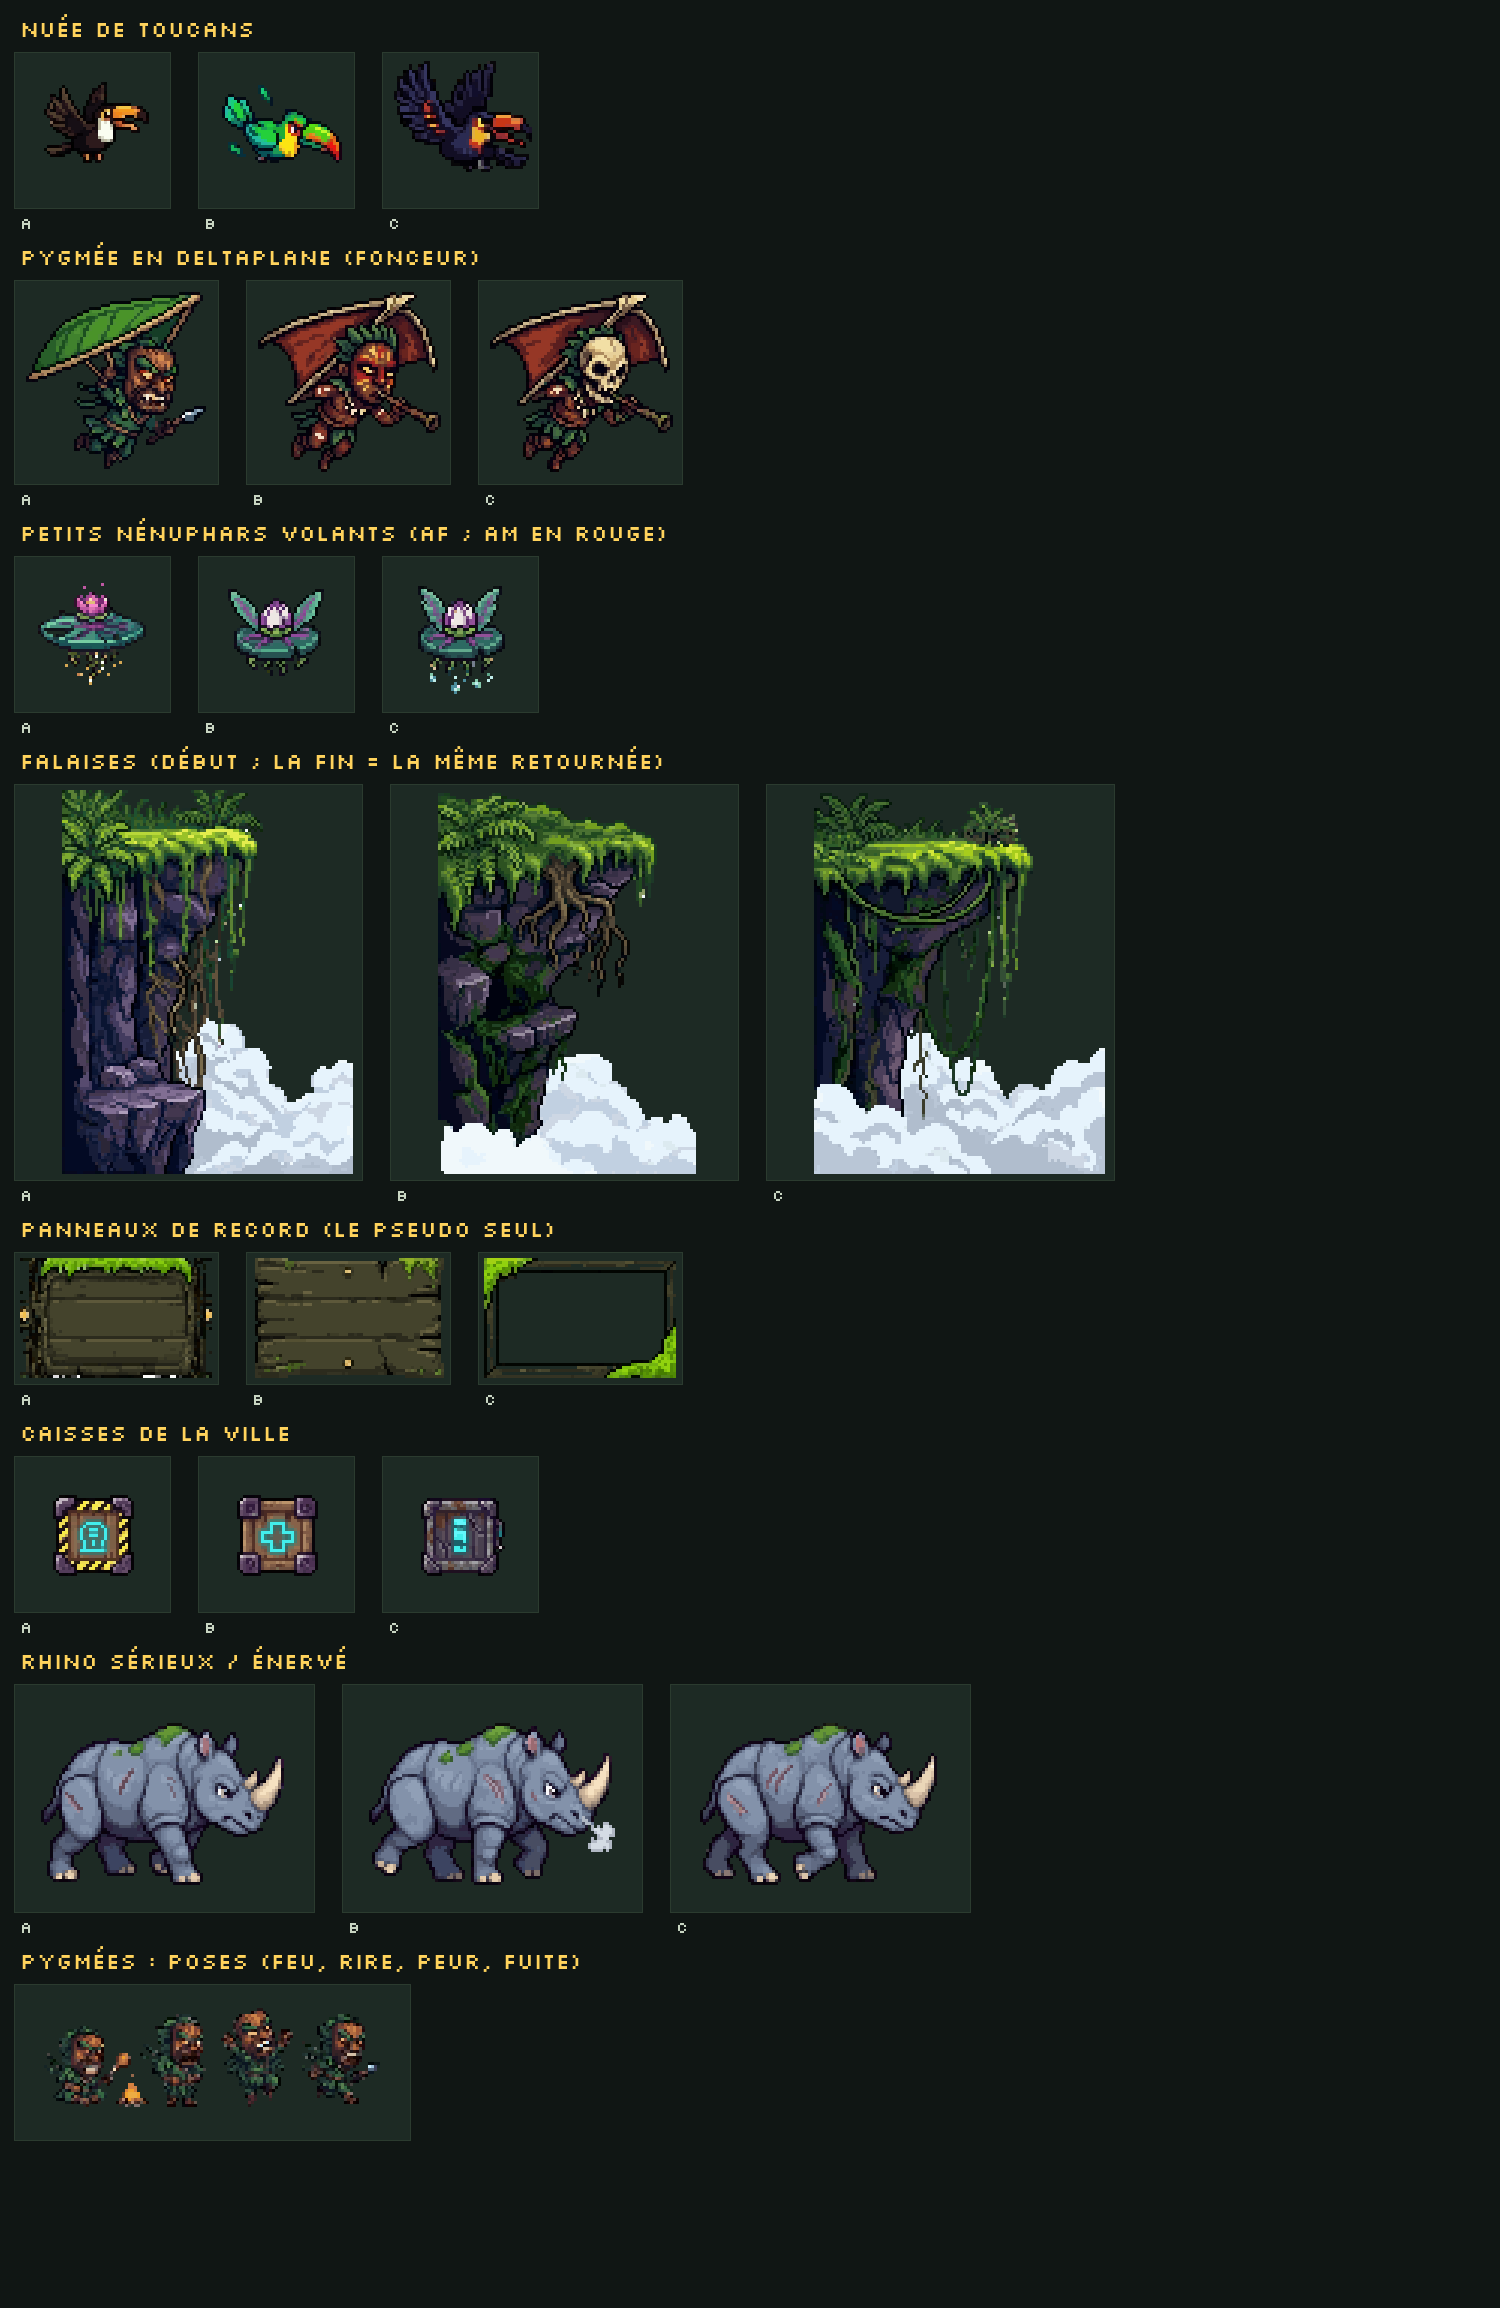 NUÉE DE TOUCANS
A B C
PYGMÉE EN DELTAPLANE (FONCEUR)
A B C
PETITS NÉNUPHARS VOLANTS (AF ; AM EN ROUGE)
A B C
FALAISES (DÉBUT ; LA FIN = LA MÊME RETOURNÉE)
A B C
PANNEAUX DE RECORD (LE PSEUDO SEUL)
A B C
CAISSES DE LA VILLE
A B C
RHINO SÉRIEUX / ÉNERVÉ
A B C
PYGMÉES : POSES (FEU, RIRE, PEUR, FUITE)